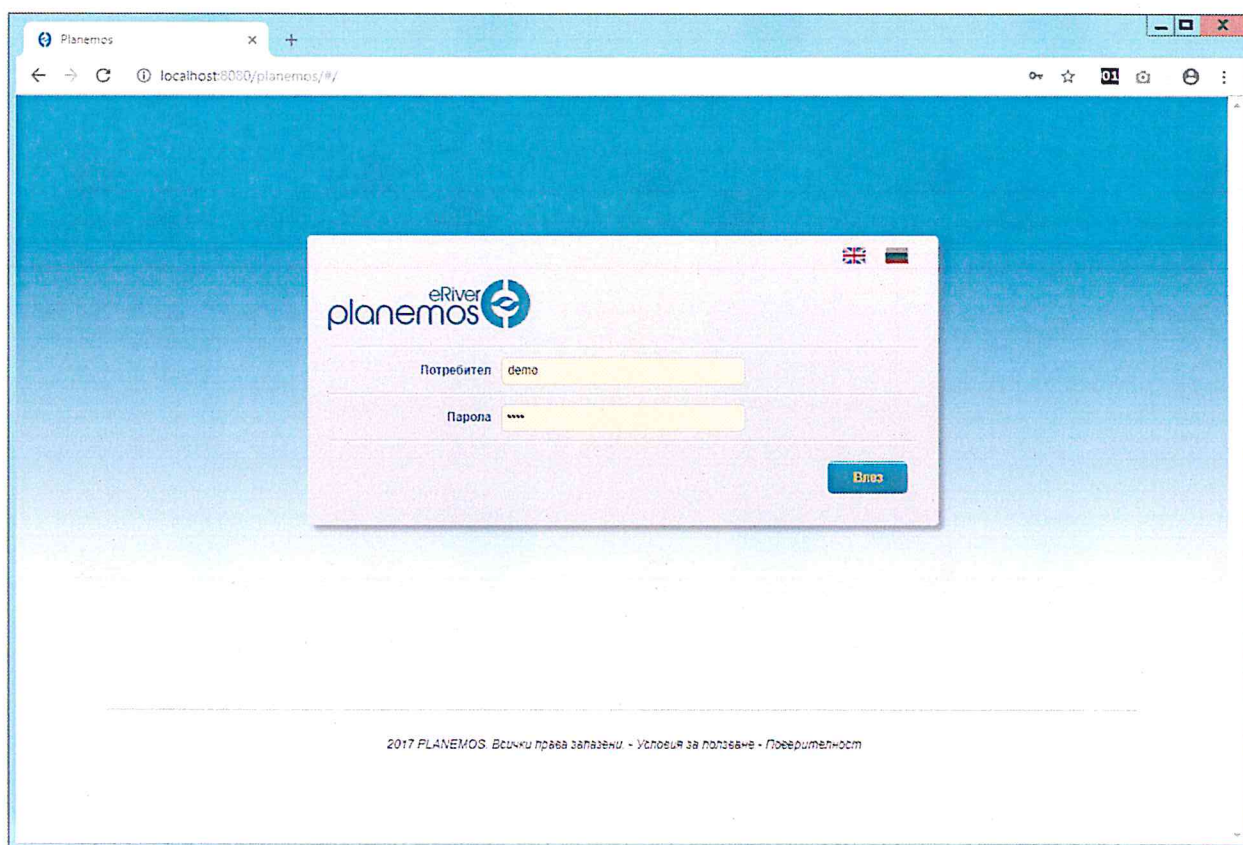 Planemos
localhost:8080/planemos/#/
01
eRiver
planemos
Потребител demo
Парола ••••
Влез
2017 PLANEMOS. Всички права запазени. - Условия за ползване - Поверителност